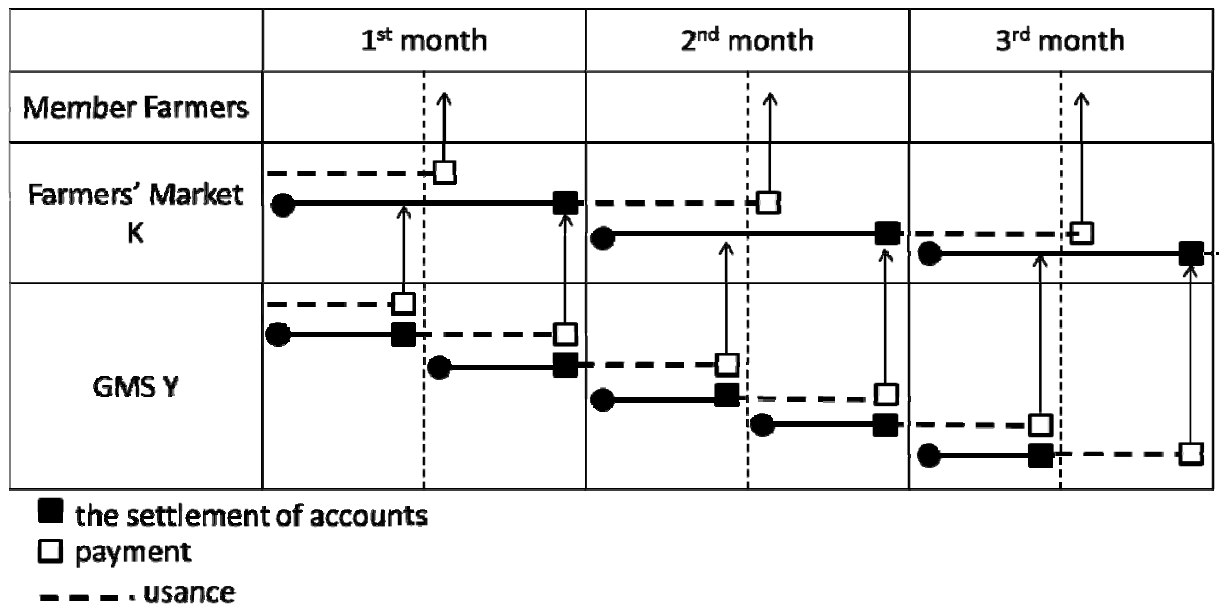 1st month 2nd month 3rd month
Member Farmers
Farmers' Market
K
GMS Y
the settlement of accounts
payment
usance